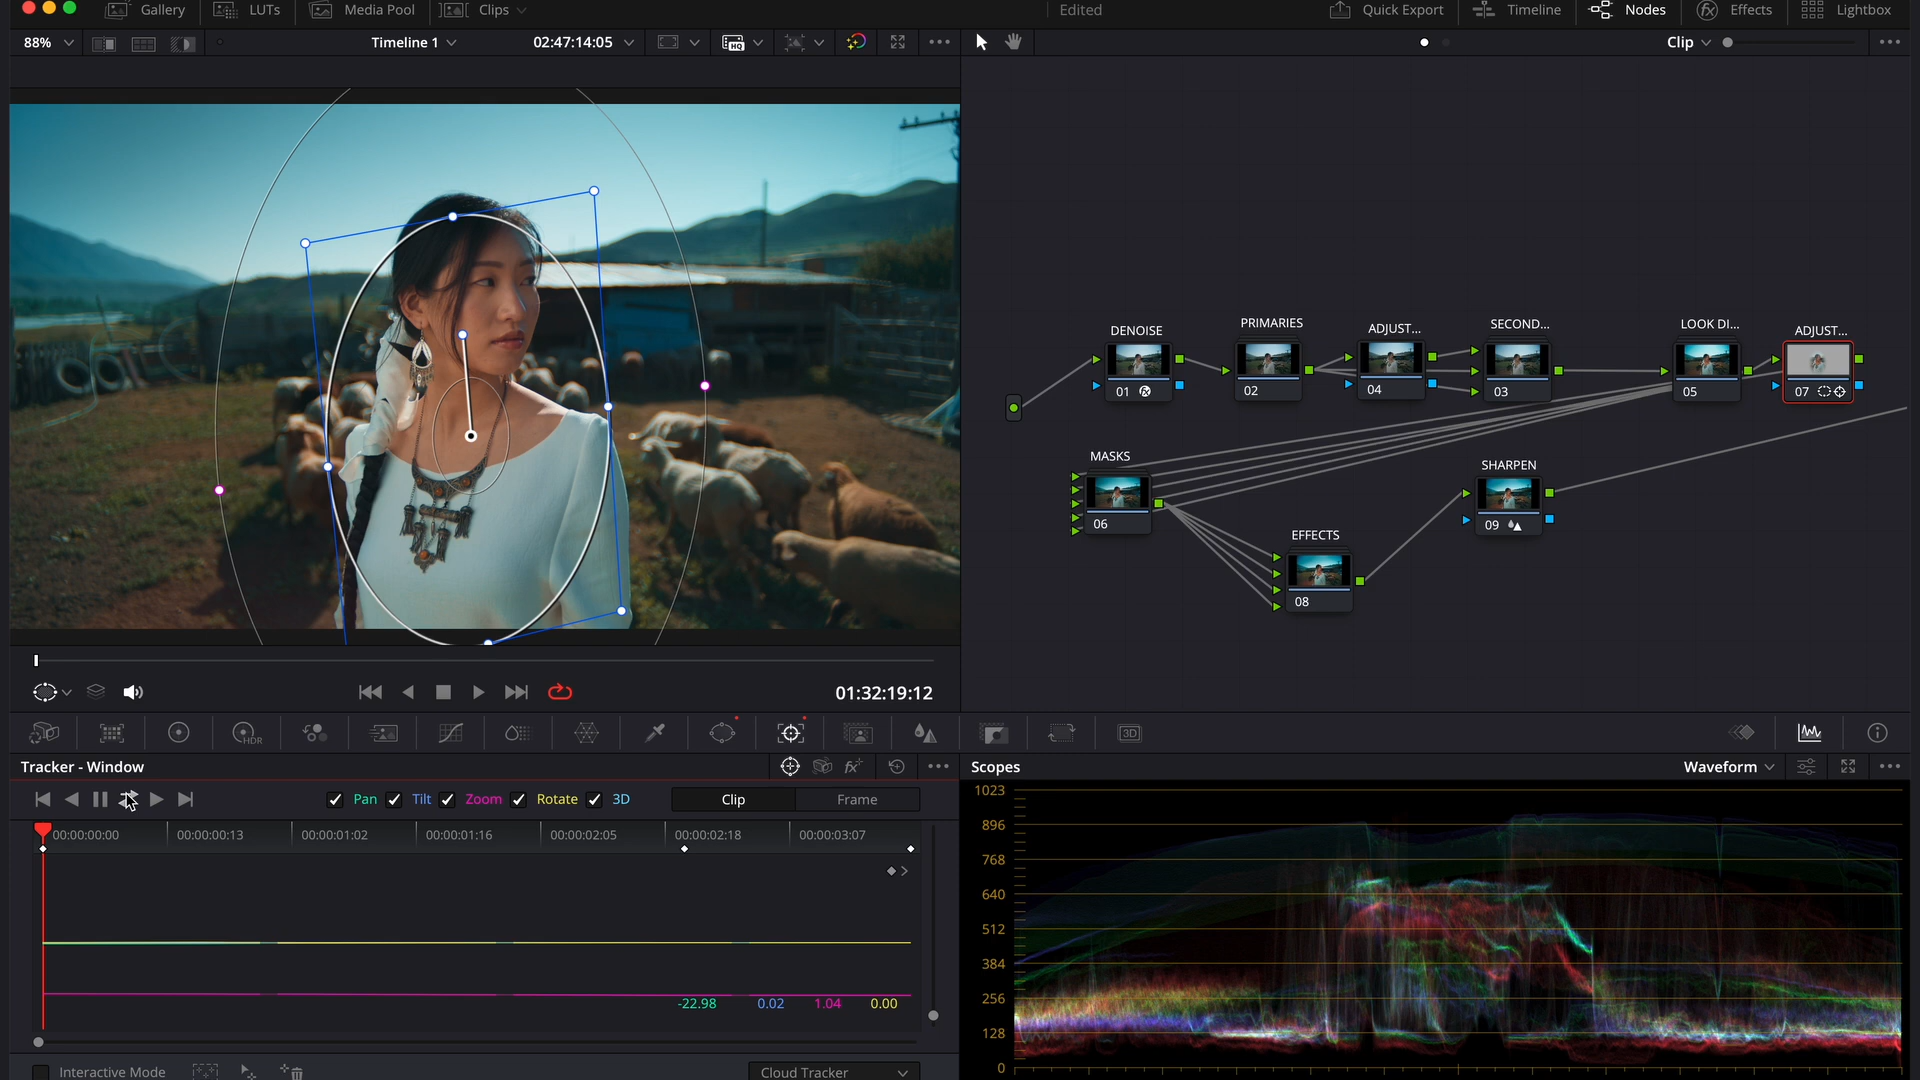 Gallery LUTs Media Pool Clips Edited Quick Export Timeline Nodes Effects Lightbox
88% Timeline 1 02:47:14:05 HQ Clip
DENOISE PRIMARIES ADJUST... SECOND... LOOK DI... ADJUST...
01 02 04 03 05 07
MASKS SHARPEN
06 09
EFFECTS
08
01:32:19:12
HDR 3D
Tracker - Window
Pan Tilt Zoom Rotate 3D Clip Frame
00:00:00:00 00:00:00:13 00:00:01:02 00:00:01:16 00:00:02:05 00:00:02:18 00:00:03:07
-22.98 0.02 1.04 0.00
Interactive Mode Cloud Tracker
Scopes Waveform
1023
896
768
640
512
384
256
128
0